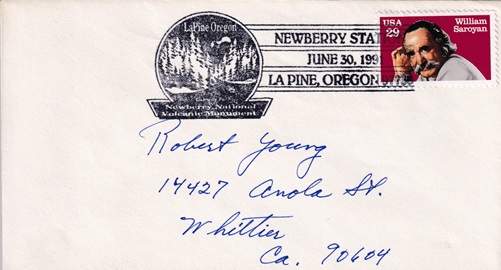 LaPine Oregon
Newberry National
Volcanic Monument
NEWBERRY STA
JUNE 30, 199
LA PINE, OREGON
USA
29
William
Saroyan
Robert Young
14427 Anola St.
Whittier
Ca. 90604